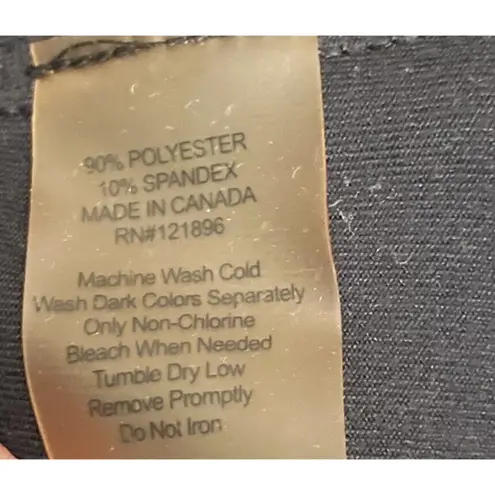 90% POLYESTER
10% SPANDEX
MADE IN CANADA
RN#121896
Machine Wash Cold
Wash Dark Colors Separately
Only Non-Chlorine
Bleach When Needed
Tumble Dry Low
Remove Promptly
Do Not Iron